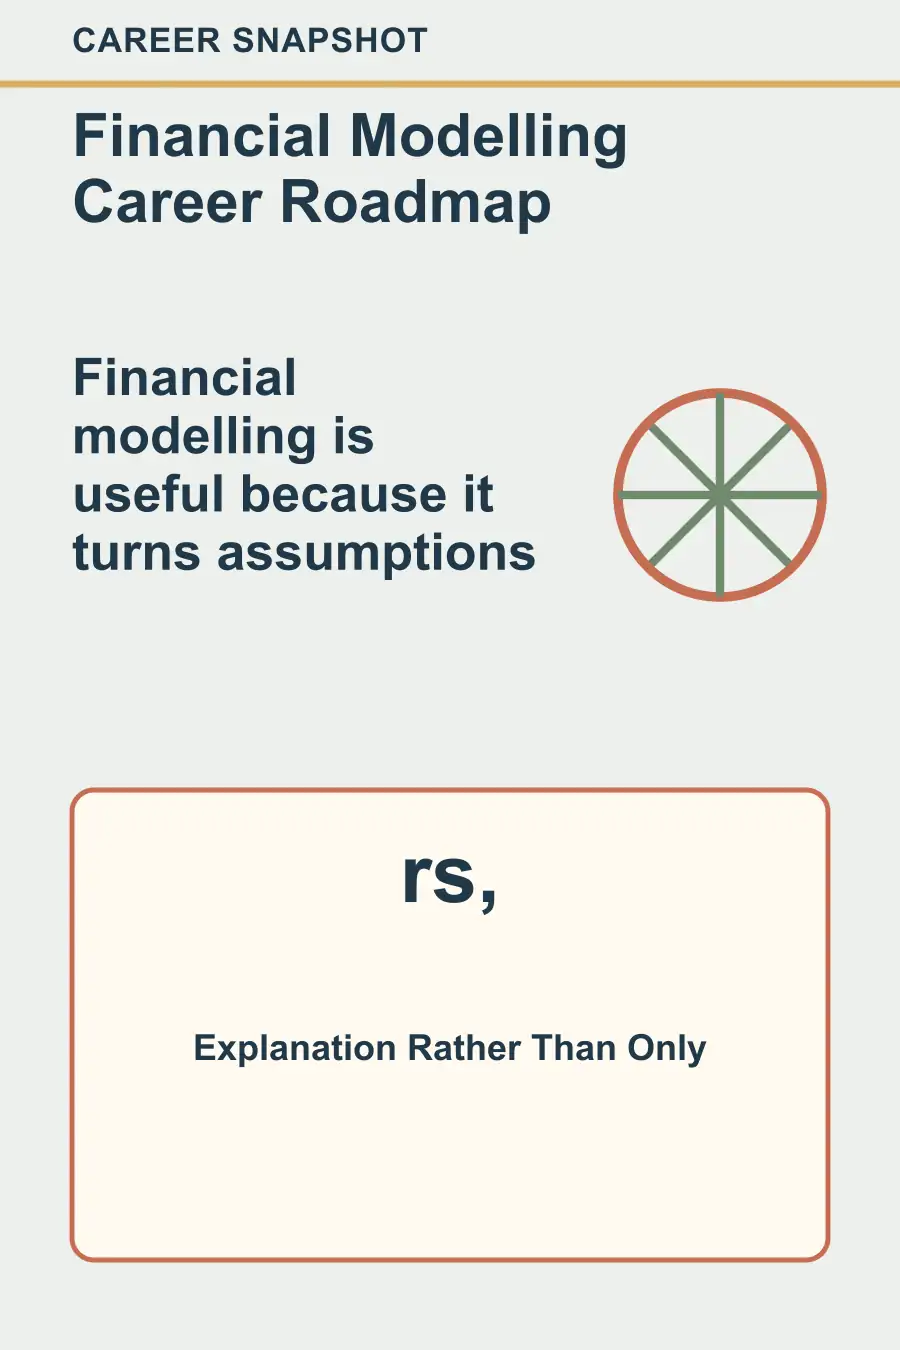 CAREER SNAPSHOT
Financial Modelling
Career Roadmap
Financial
modelling is
useful because it
turns assumptions
rs,
Explanation Rather Than Only